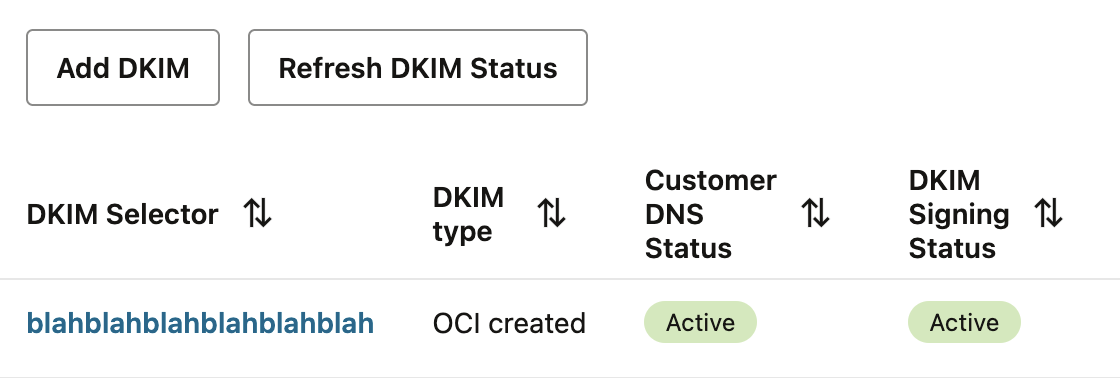 Add DKIM Refresh DKIM Status
DKIM Selector
DKIM
type
Customer
DNS
Status
DKIM
Signing
Status
blahblahblahblahblahblah OCI created Active Active